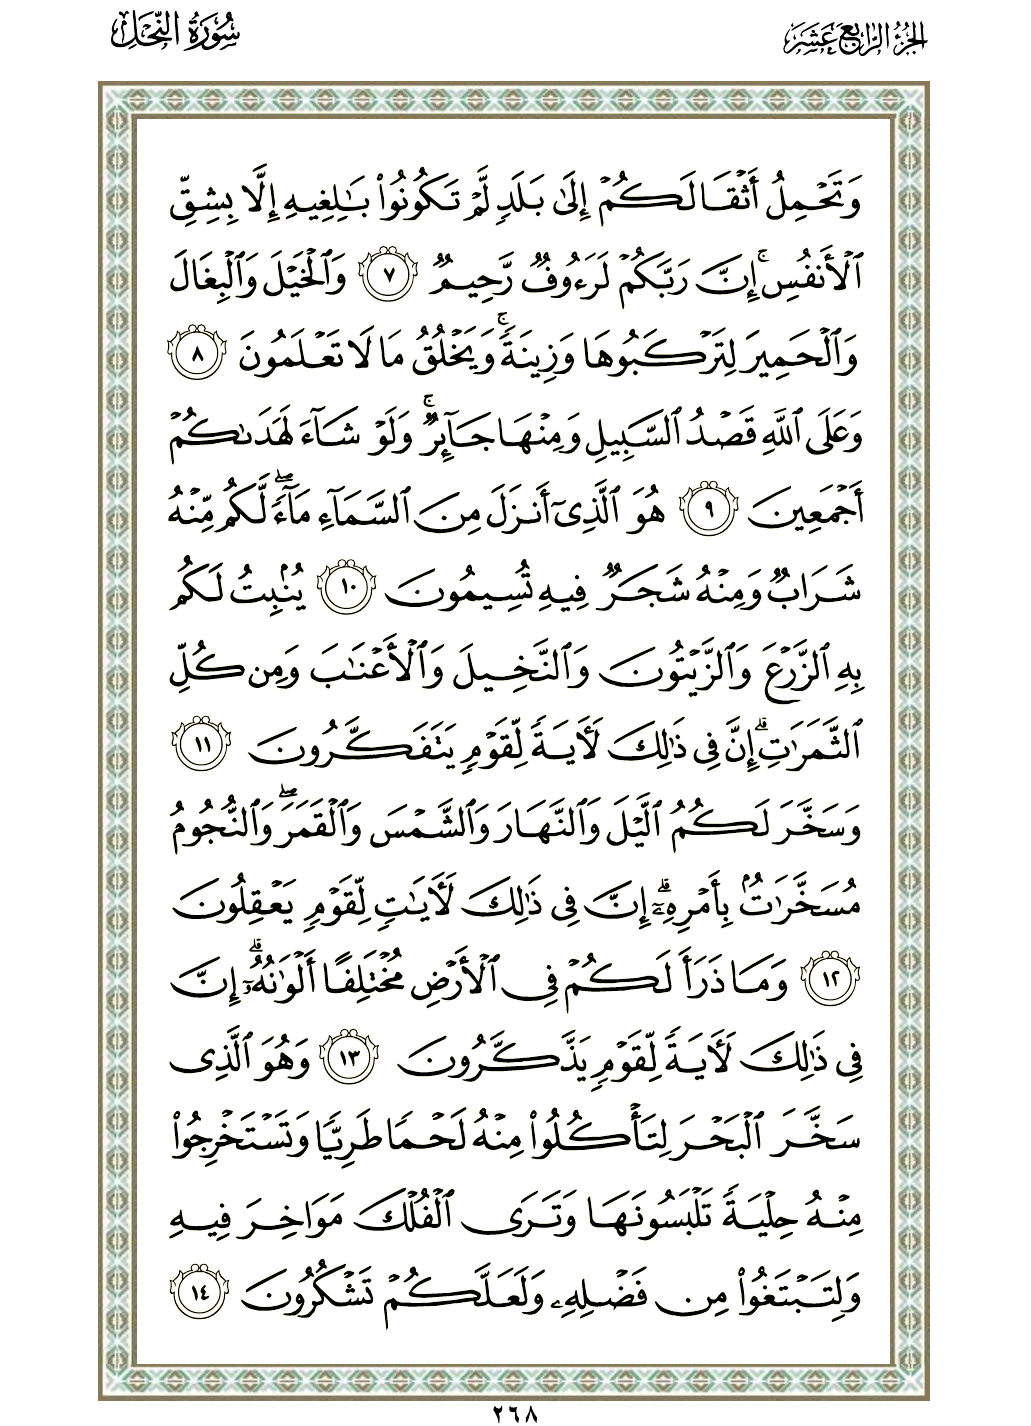 الجزء الرابع عشر
سورة النحل
وَتَحۡمِلُ أَثۡقَالَكُمۡ إِلَىٰ بَلَدٖ لَّمۡ تَكُونُواْ بَٰلِغِيهِ إِلَّا بِشِقِّ
ٱلۡأَنفُسِۚ إِنَّ رَبَّكُمۡ لَرَءُوفٞ رَّحِيمٞ ٧ وَٱلۡخَيۡلَ وَٱلۡبِغَالَ
وَٱلۡحَمِيرَ لِتَرۡكَبُوهَا وَزِينَةٗۚ وَيَخۡلُقُ مَا لَا تَعۡلَمُونَ ٨
وَعَلَى ٱللَّهِ قَصۡدُ ٱلسَّبِيلِ وَمِنۡهَا جَآئِرٞۚ وَلَوۡ شَآءَ لَهَدَىٰكُمۡ
أَجۡمَعِينَ ٩ هُوَ ٱلَّذِيٓ أَنزَلَ مِنَ ٱلسَّمَآءِ مَآءٗۖ لَّكُم مِّنۡهُ
شَرَابٞ وَمِنۡهُ شَجَرٞ فِيهِ تُسِيمُونَ ١٠ يُنۢبِتُ لَكُم
بِهِ ٱلزَّرۡعَ وَٱلزَّيۡتُونَ وَٱلنَّخِيلَ وَٱلۡأَعۡنَٰبَ وَمِن كُلِّ
ٱلثَّمَرَٰتِۚ إِنَّ فِي ذَٰلِكَ لَأٓيَةٗ لِّقَوۡمٖ يَتَفَكَّرُونَ ١١
وَسَخَّرَ لَكُمُ ٱلَّيۡلَ وَٱلنَّهَارَ وَٱلشَّمۡسَ وَٱلۡقَمَرَۖ وَٱلنُّجُومُ
مُسَخَّرَٰتُۢ بِأَمۡرِهِۦٓۚ إِنَّ فِي ذَٰلِكَ لَأٓيَٰتٖ لِّقَوۡمٖ يَعۡقِلُونَ
١٢ وَمَا ذَرَأَ لَكُمۡ فِي ٱلۡأَرۡضِ مُخۡتَلِفًا أَلۡوَٰنُهُۥٓۚ إِنَّ
فِي ذَٰلِكَ لَأٓيَةٗ لِّقَوۡمٖ يَذَّكَّرُونَ ١٣ وَهُوَ ٱلَّذِي
سَخَّرَ ٱلۡبَحۡرَ لِتَأۡكُلُواْ مِنۡهُ لَحۡمٗا طَرِيّٗا وَتَسۡتَخۡرِجُواْ
مِنۡهُ حِلۡيَةٗ تَلۡبَسُونَهَا وَتَرَى ٱلۡفُلۡكَ مَوَاخِرَ فِيهِ
وَلِتَبۡتَغُواْ مِن فَضۡلِهِۦ وَلَعَلَّكُمۡ تَشۡكُرُونَ ١٤
٢٦٨